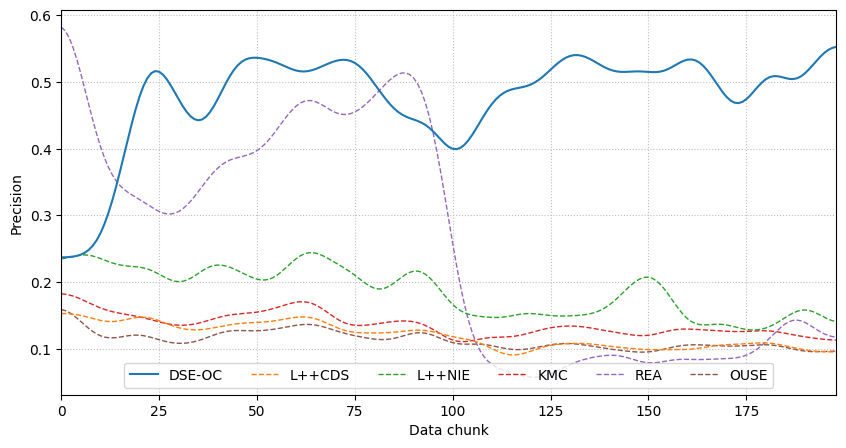 0.6
0.5
0.4
0.3
0.2
0.1
Precision
DSE-OC L++CDS L++NIE KMC REA OUSE
0 25 50 75 100 125 150 175
Data chunk